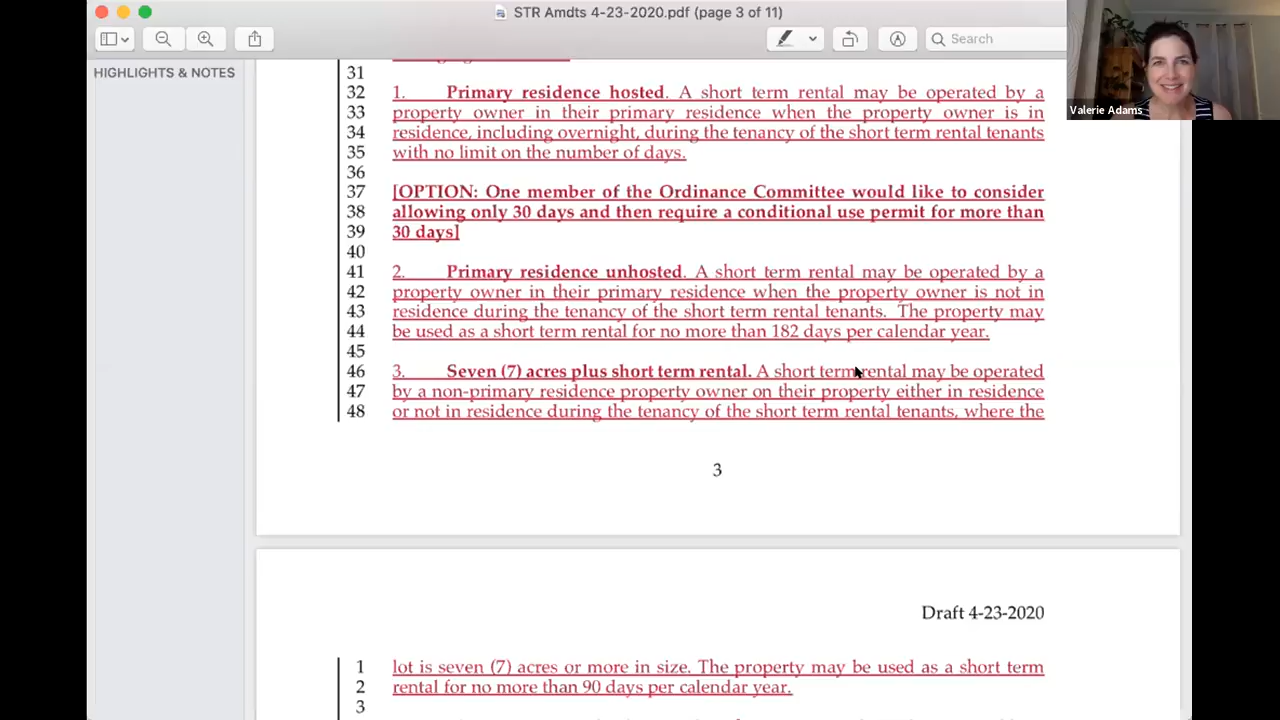 STR Amdts 4-23-2020.pdf (page 3 of 11)
Search
HIGHLIGHTS & NOTES
Valerie Adams
31
32 1. Primary residence hosted. A short term rental may be operated by a
33 property owner in their primary residence when the property owner is in
34 residence, including overnight, during the tenancy of the short term rental tenants
35 with no limit on the number of days.
36
37 [OPTION: One member of the Ordinance Committee would like to consider
38 allowing only 30 days and then require a conditional use permit for more than
39 30 days]
40
41 2. Primary residence unhosted. A short term rental may be operated by a
42 property owner in their primary residence when the property owner is not in
43 residence during the tenancy of the short term rental tenants. The property may
44 be used as a short term rental for no more than 182 days per calendar year.
45
46 3. Seven (7) acres plus short term rental. A short term rental may be operated
47 by a non-primary residence property owner on their property either in residence
48 or not in residence during the tenancy of the short term rental tenants, where the
3
Draft 4-23-2020
1 lot is seven (7) acres or more in size. The property may be used as a short term
2 rental for no more than 90 days per calendar year.
3